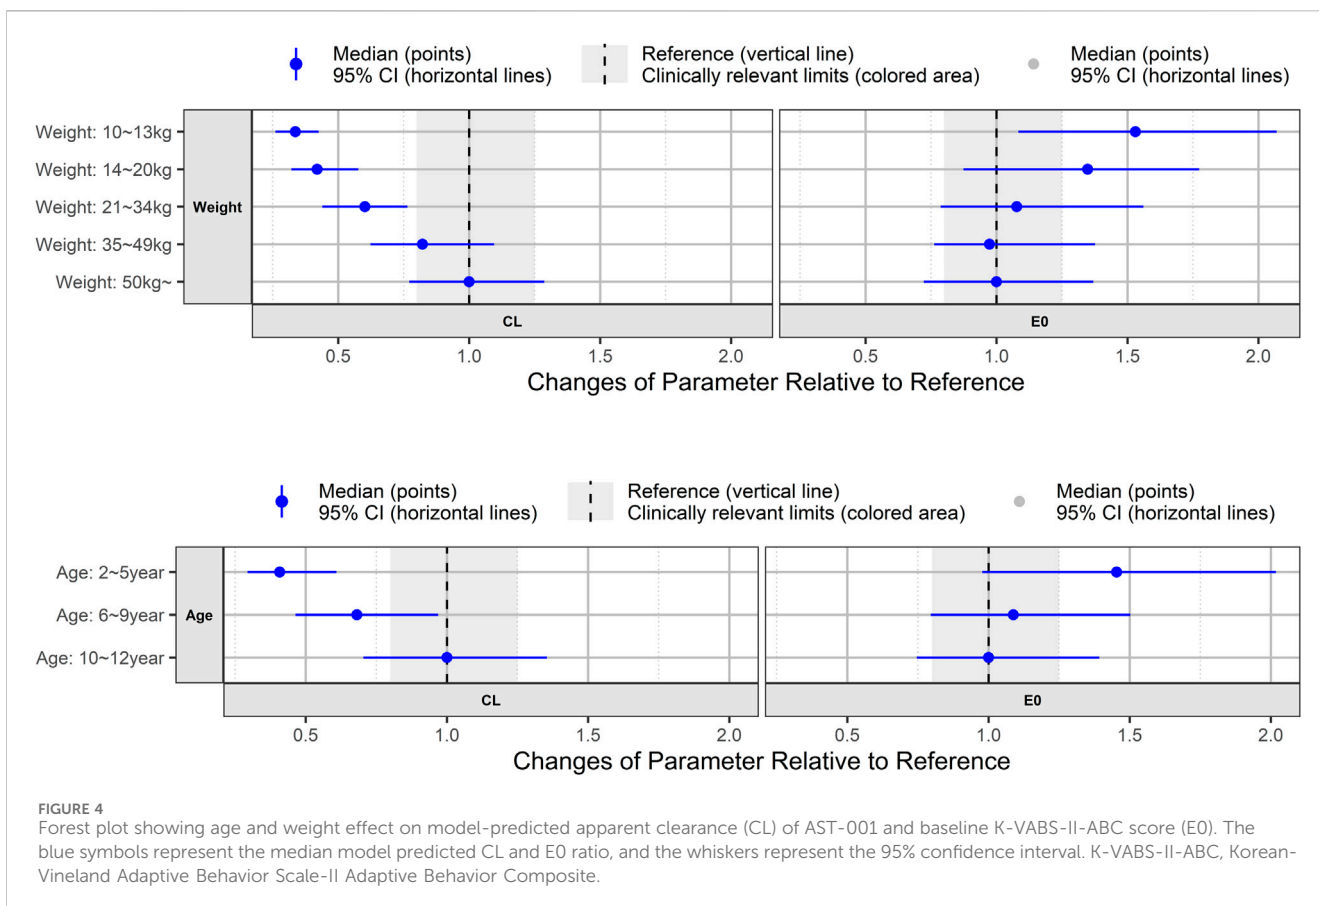 Median (points)
95% CI (horizontal lines)
Reference (vertical line)
Clinically relevant limits (colored area)
Median (points)
95% CI (horizontal lines)
Weight: 10~13kg
Weight: 14~20kg
Weight: 21~34kg
Weight: 35~49kg
Weight: 50kg~
Weight
CL
E0
0.5 1.0 1.5 2.0
0.5 1.0 1.5 2.0
Changes of Parameter Relative to Reference
Median (points)
95% CI (horizontal lines)
Reference (vertical line)
Clinically relevant limits (colored area)
Median (points)
95% CI (horizontal lines)
Age: 2~5year
Age: 6~9year
Age: 10~12year
Age
CL
E0
0.5 1.0 1.5 2.0
0.5 1.0 1.5 2.0
Changes of Parameter Relative to Reference
FIGURE 4
Forest plot showing age and weight effect on model-predicted apparent clearance (CL) of AST-001 and baseline K-VABS-II-ABC score (E0). The
blue symbols represent the median model predicted CL and E0 ratio, and the whiskers represent the 95% confidence interval. K-VABS-II-ABC, Korean-
Vineland Adaptive Behavior Scale-II Adaptive Behavior Composite.